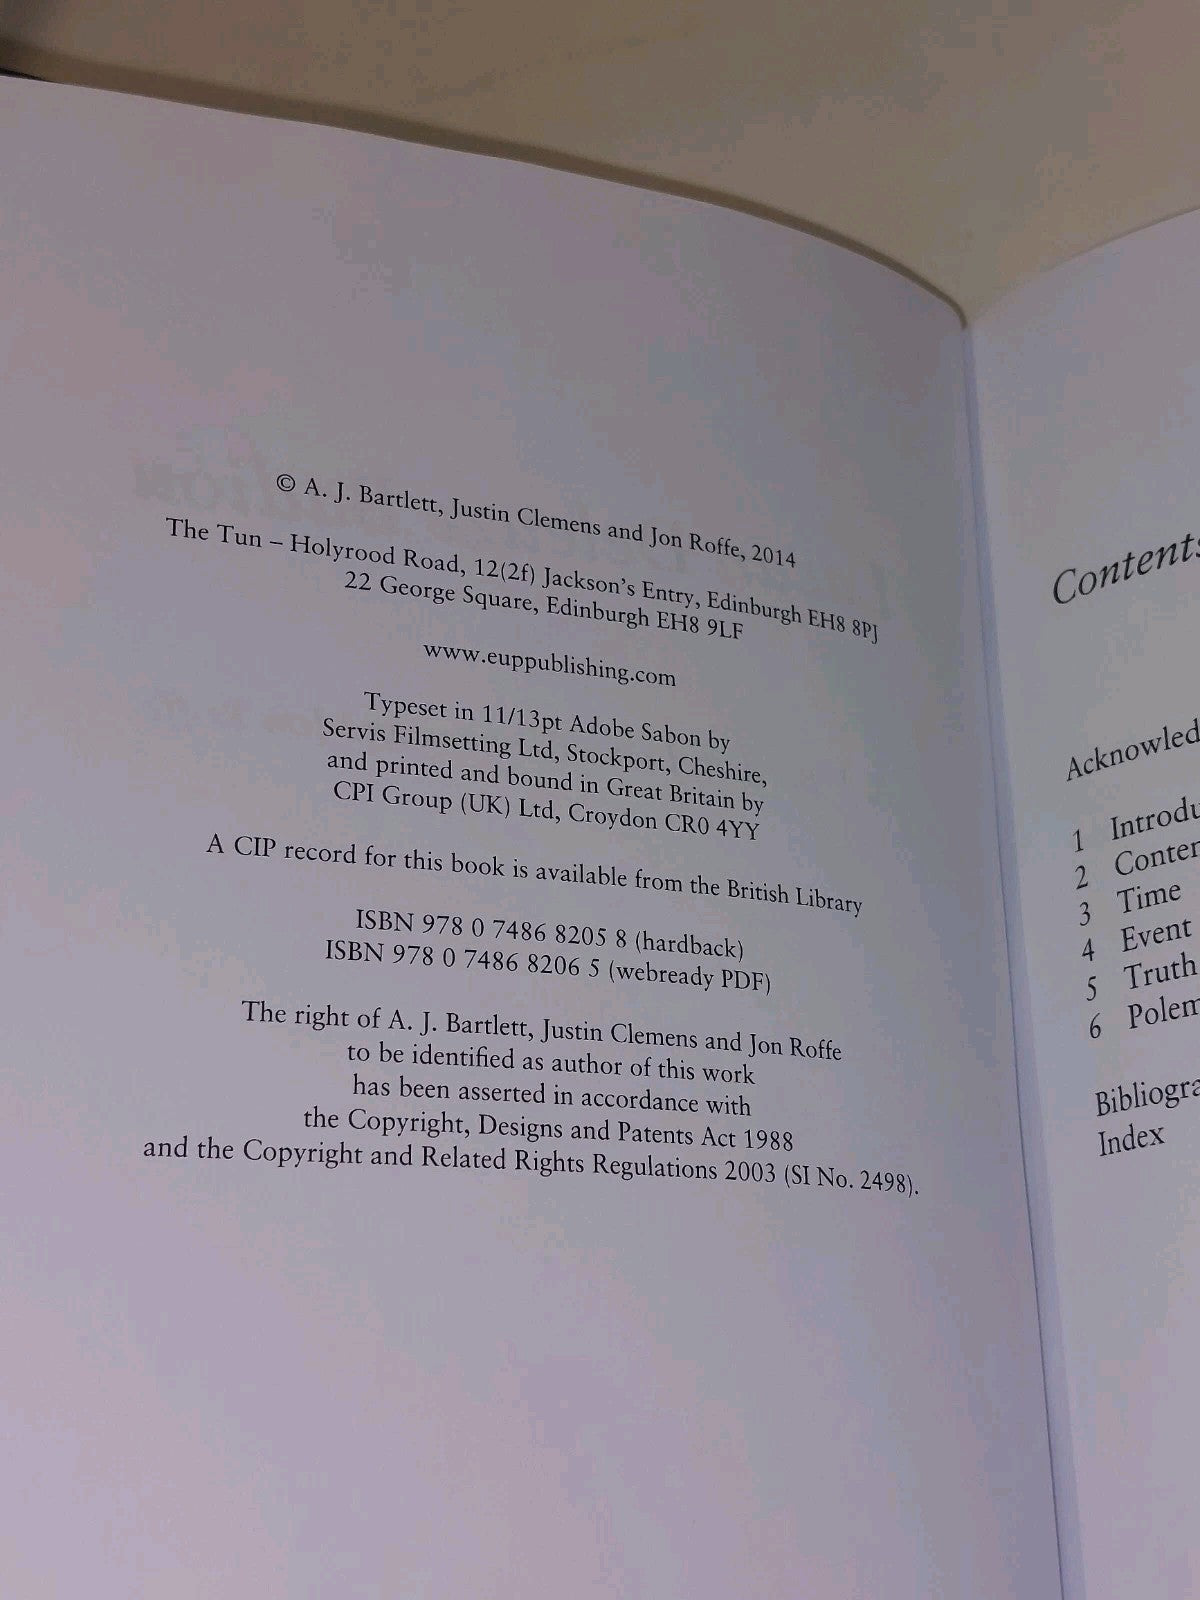 © A. J. Bartlett, Justin Clemens and Jon Roffe, 2014
The Tun – Holyrood Road, 12(2f) Jackson's Entry, Edinburgh EH8 8PJ
22 George Square, Edinburgh EH8 9LF
www.euppublishing.com
Typeset in 11/13pt Adobe Sabon by
Servis Filmsetting Ltd, Stockport, Cheshire,
and printed and bound in Great Britain by
CPI Group (UK) Ltd, Croydon CR0 4YY
A CIP record for this book is available from the British Library
ISBN 978 0 7486 8205 8 (hardback)
ISBN 978 0 7486 8206 5 (webready PDF)
The right of A. J. Bartlett, Justin Clemens and Jon Roffe
to be identified as author of this work
has been asserted in accordance with
the Copyright, Designs and Patents Act 1988
and the Copyright and Related Rights Regulations 2003 (SI No. 2498).
Contents
Acknowled
1 Introdu
2 Conter
3 Time
4 Event
5 Truth
6 Polem
Bibliogra
Index